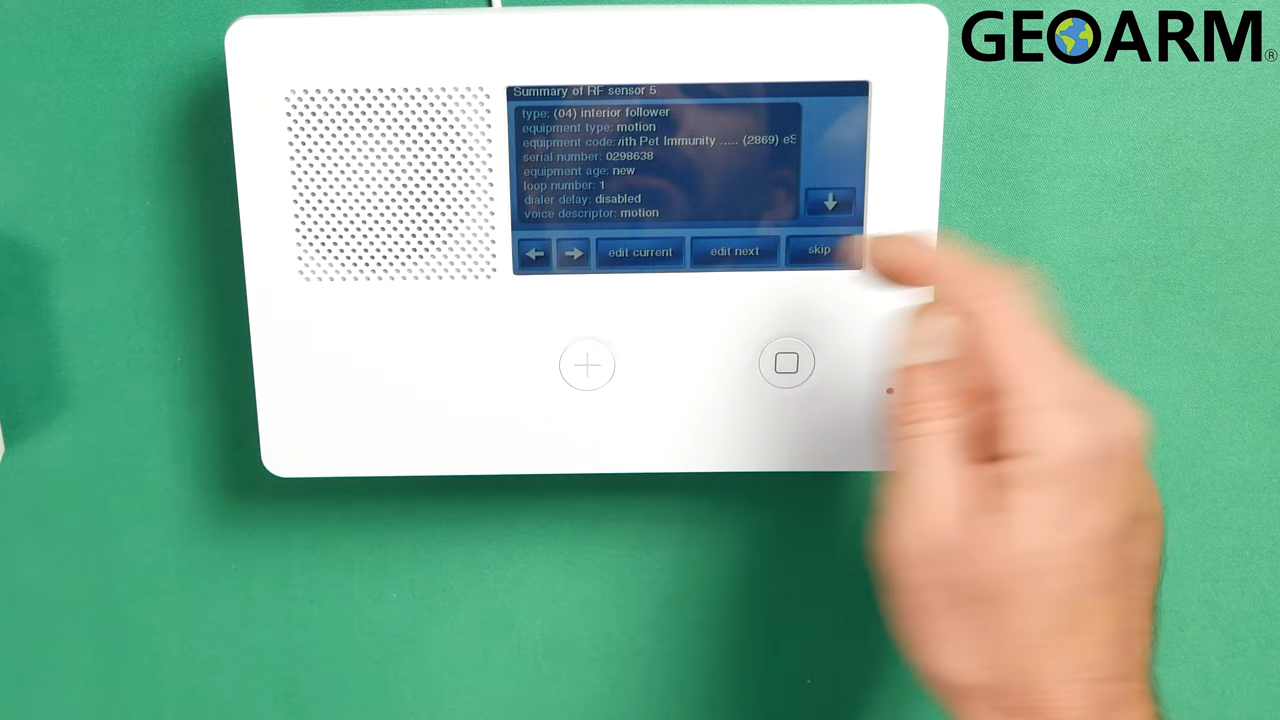 GEOARM®
Summary of RF sensor 5
type: (04) interior follower
equipment type: motion
equipment code: ith Pet Immunity ..... (2869) eS
serial number: 0298638
equipment age: new
loop number: 1
dialer delay: disabled
voice descriptor: motion
edit current
edit next
skip